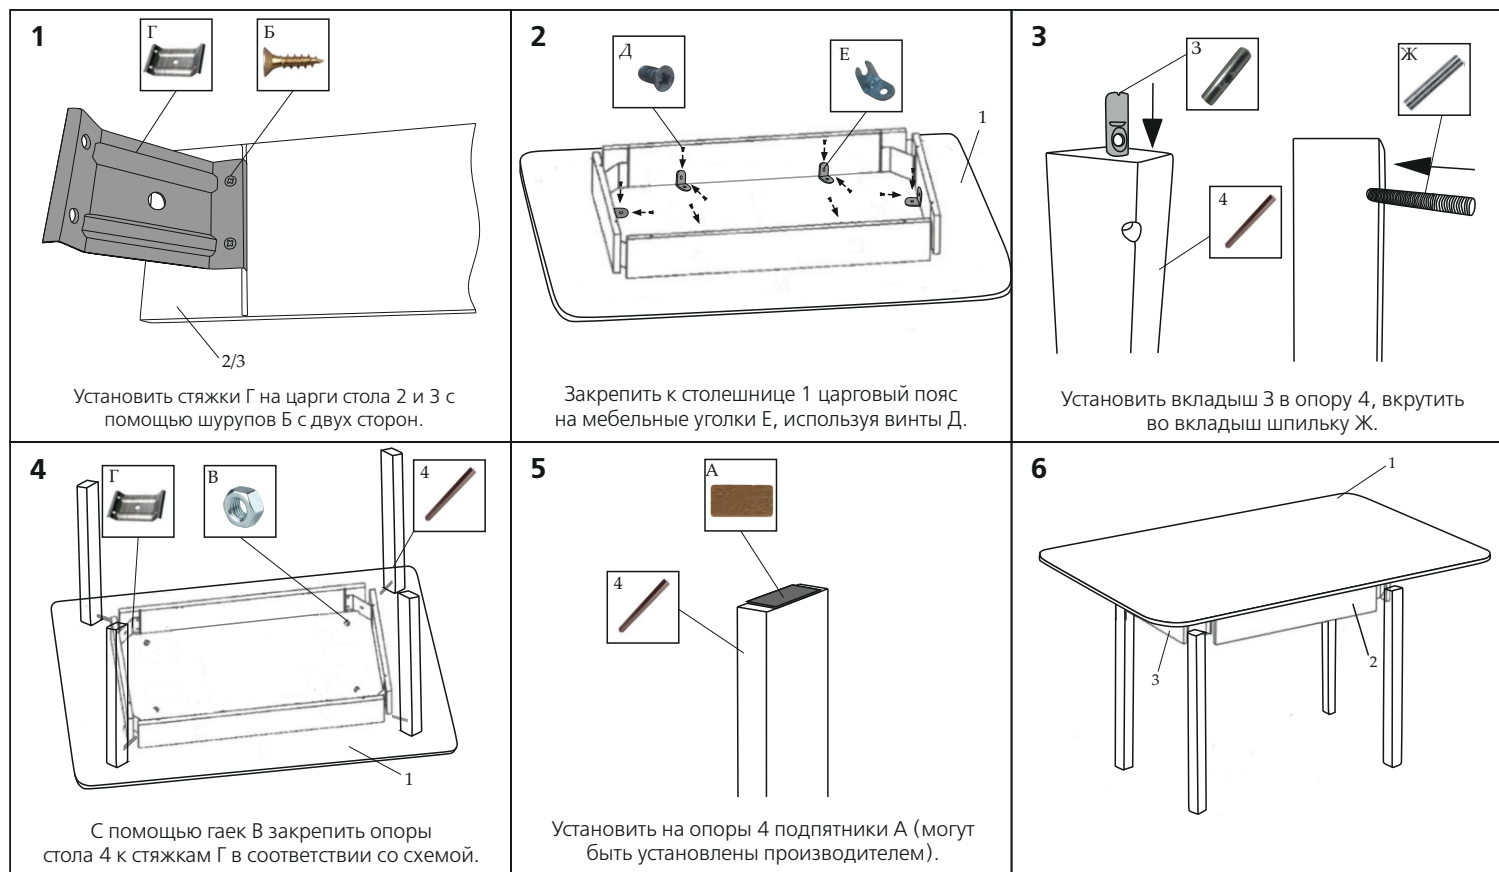 1
Г
Б
2/3
Установить стяжки Г на царги стола 2 и 3 с
помощью шурупов Б с двух сторон.
2
Д
Е
1
Закрепить к столешнице 1 царговый пояс
на мебельные уголки Е, используя винты Д.
3
З
Ж
4
Установить вкладыш З в опору 4, вкрутить
во вкладыш шпильку Ж.
4
Г
В
4
1
С помощью гаек В закрепить опоры
стола 4 к стяжкам Г в соответствии со схемой.
5
А
4
Установить на опоры 4 подпятники А (могут
быть установлены производителем).
6
1
2
3